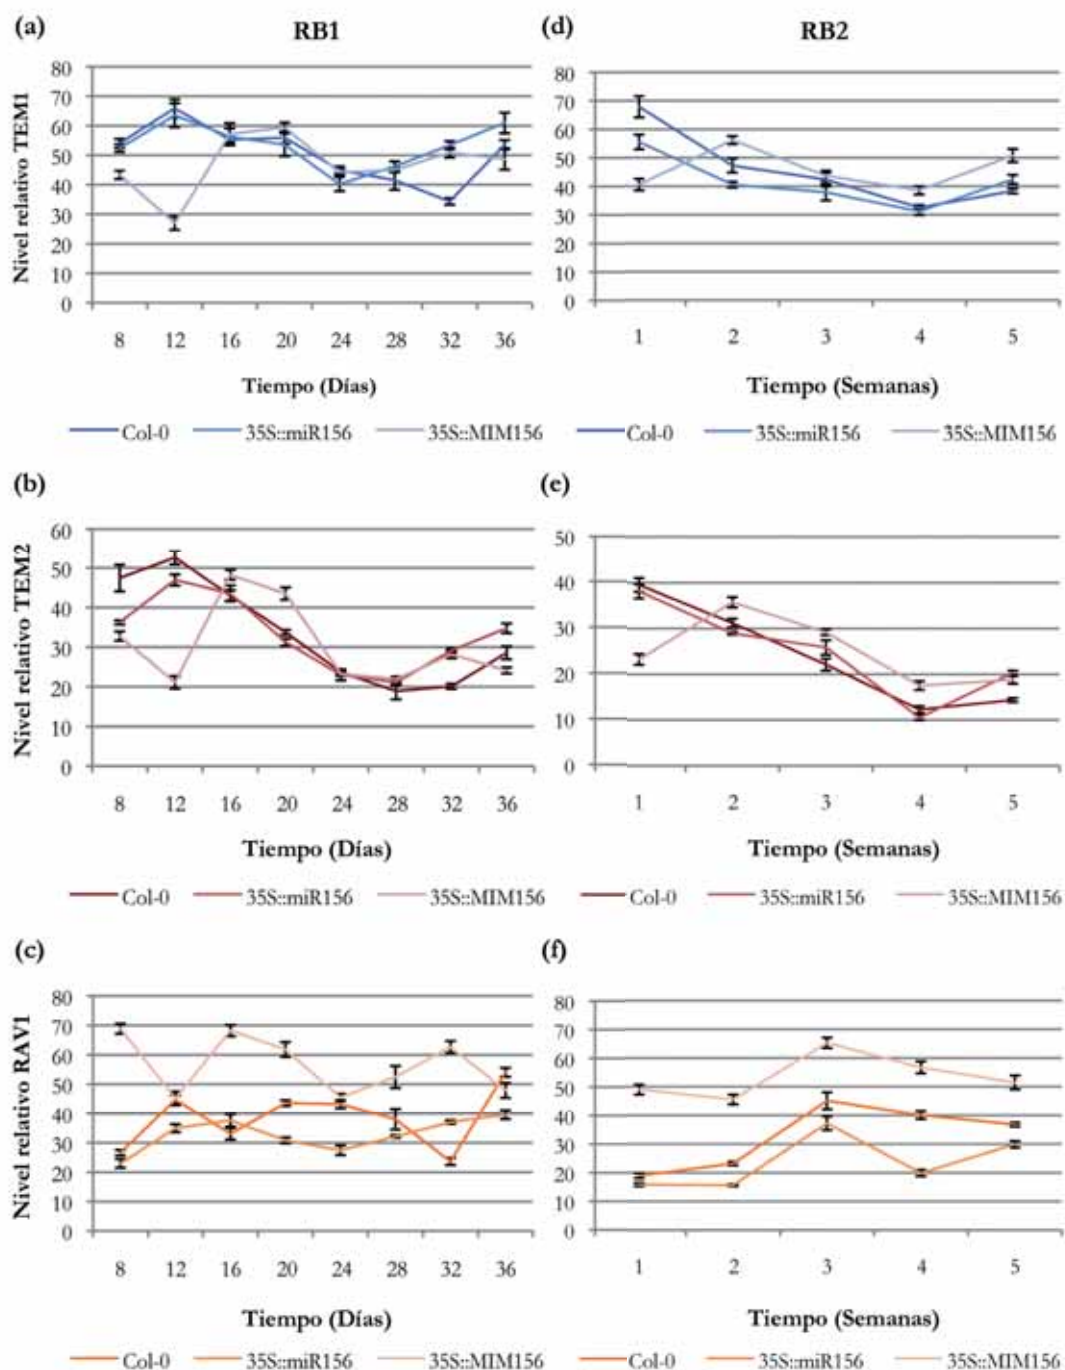 (a) RB1 (d) RB2
Nivel relativo TEM1
80
70
60
50
40
30
20
10
0
8 12 16 20 24 28 32 36
Tiempo (Días)
Col-0 35S::miR156 35S::MIM156
80
70
60
50
40
30
20
10
0
1 2 3 4 5
Tiempo (Semanas)
Col-0 35S::miR156 35S::MIM156
(b) (e)
Nivel relativo TEM2
60
50
40
30
20
10
0
8 12 16 20 24 28 32 36
Tiempo (Días)
Col-0 35S::miR156 35S::MIM156
50
40
30
20
10
0
1 2 3 4 5
Tiempo (Semanas)
Col-0 35S::miR156 35S::MIM156
(c) (f)
Nivel relativo RAV1
80
70
60
50
40
30
20
10
0
8 12 16 20 24 28 32 36
Tiempo (Días)
Col-0 35S::miR156 35S::MIM156
80
70
60
50
40
30
20
10
0
1 2 3 4 5
Tiempo (Semanas)
Col-0 35S::miR156 35S::MIM156